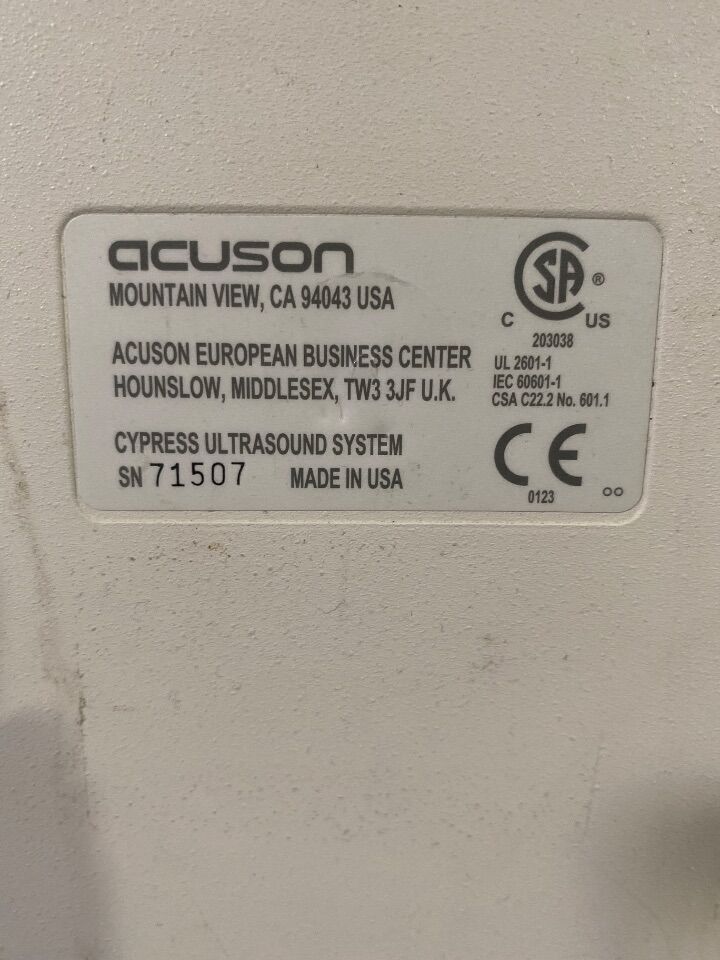 acuson
MOUNTAIN VIEW, CA 94043 USA
ACUSON EUROPEAN BUSINESS CENTER
HOUNSLOW, MIDDLESEX, TW3 3JF U.K.
CYPRESS ULTRASOUND SYSTEM
SN 71507 MADE IN USA
SA ®
C US
203038
UL 2601-1
IEC 60601-1
CSA C22.2 No. 601.1
CE
0123